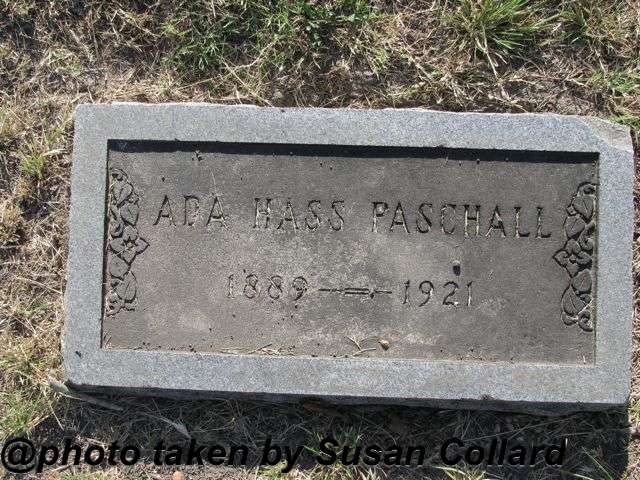 ADA HASS PASCHALL
1889 -=- 1921
@photo taken by Susan Collard